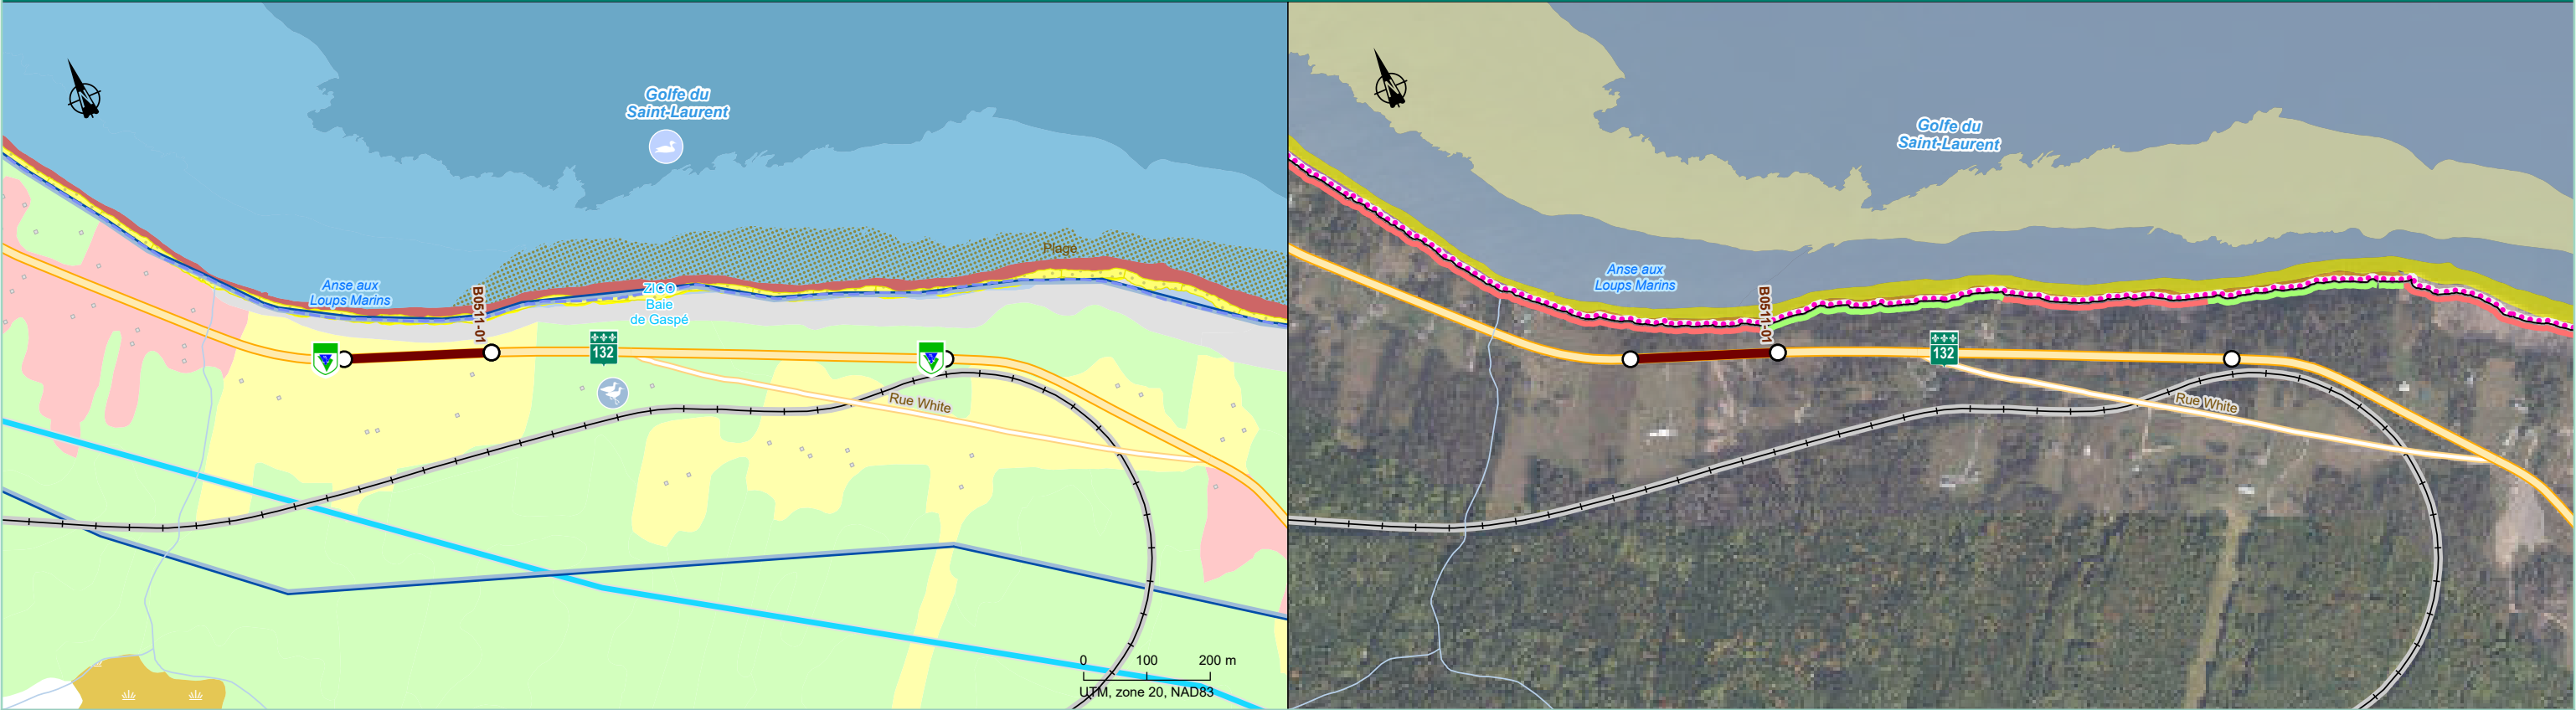 Golfe du
Saint-Laurent
Plage
Anse aux
Loups Marins
B0511-01
ZICO
Baie
de Gaspé
132
Rue White
0 100 200 m
UTM, zone 20, NAD83
Golfe du
Saint-Laurent
Anse aux
Loups Marins
B0511-01
132
Rue White